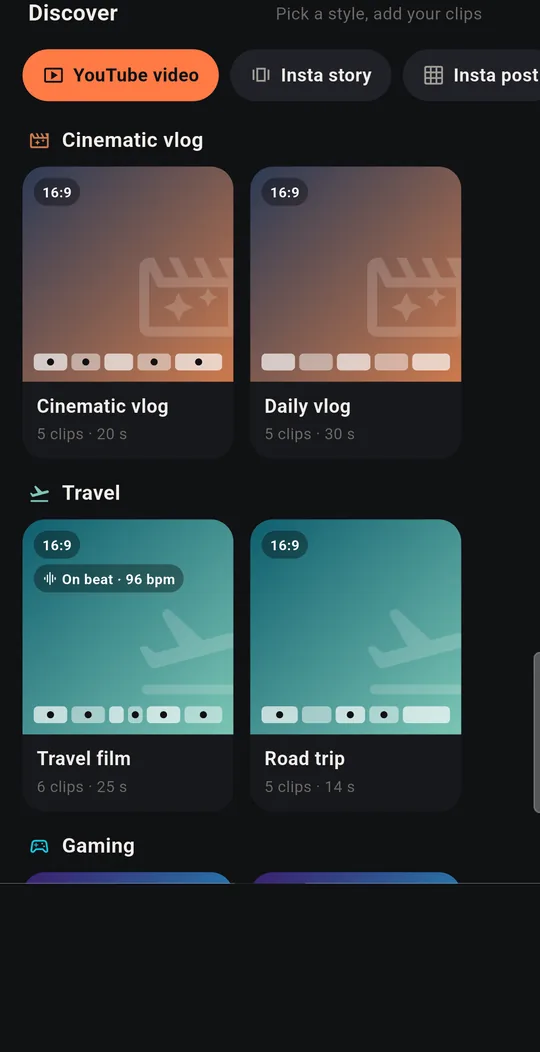 Discover
Pick a style, add your clips
YouTube video
Insta story
Insta post
Cinematic vlog
16:9
16:9
Cinematic vlog
5 clips · 20 s
Daily vlog
5 clips · 30 s
Travel
16:9
On beat · 96 bpm
16:9
Travel film
6 clips · 25 s
Road trip
5 clips · 14 s
Gaming